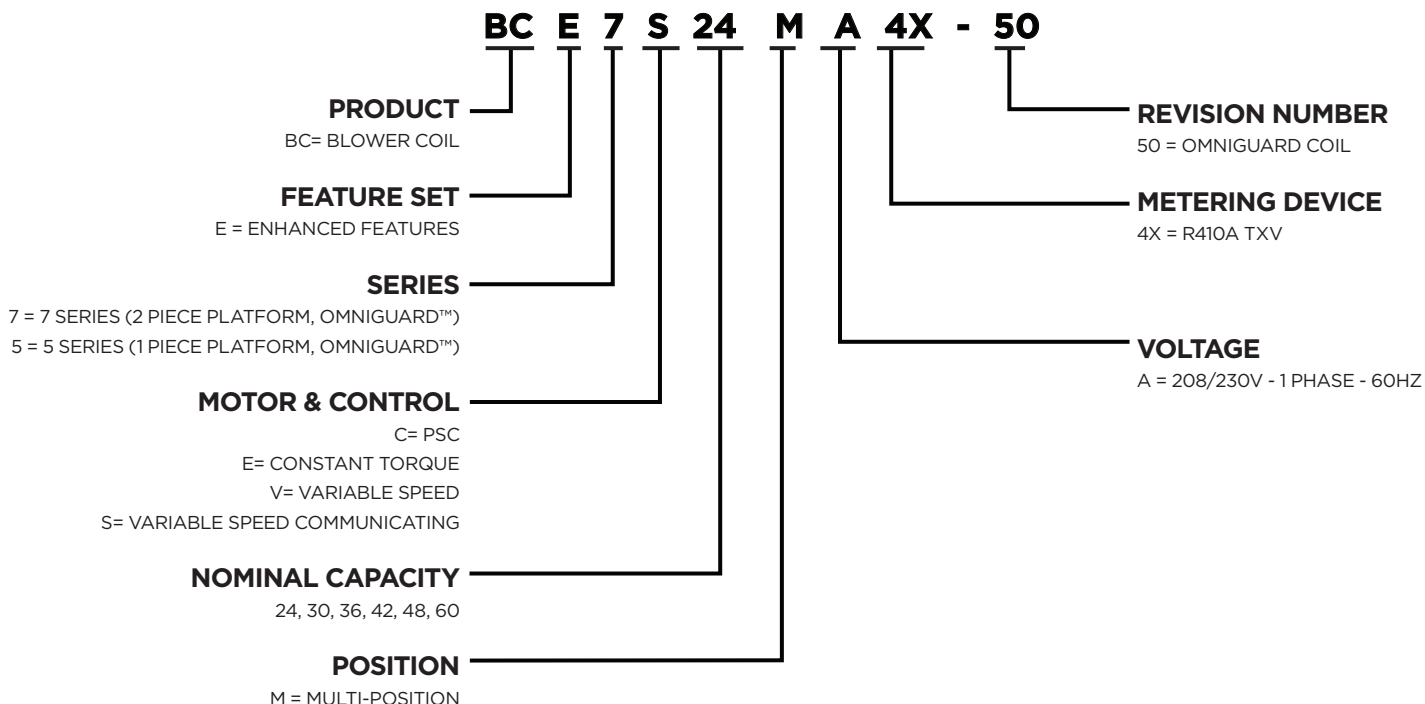 BC E 7 S 24 M A 4X - 50
PRODUCT
BC= BLOWER COIL
FEATURE SET
E = ENHANCED FEATURES
SERIES
7 = 7 SERIES (2 PIECE PLATFORM, OMNIGUARD™)
5 = 5 SERIES (1 PIECE PLATFORM, OMNIGUARD™)
MOTOR & CONTROL
C= PSC
E= CONSTANT TORQUE
V= VARIABLE SPEED
S= VARIABLE SPEED COMMUNICATING
NOMINAL CAPACITY
24, 30, 36, 42, 48, 60
POSITION
M = MULTI-POSITION
REVISION NUMBER
50 = OMNIGUARD COIL
METERING DEVICE
4X = R410A TXV
VOLTAGE
A = 208/230V - 1 PHASE - 60HZ